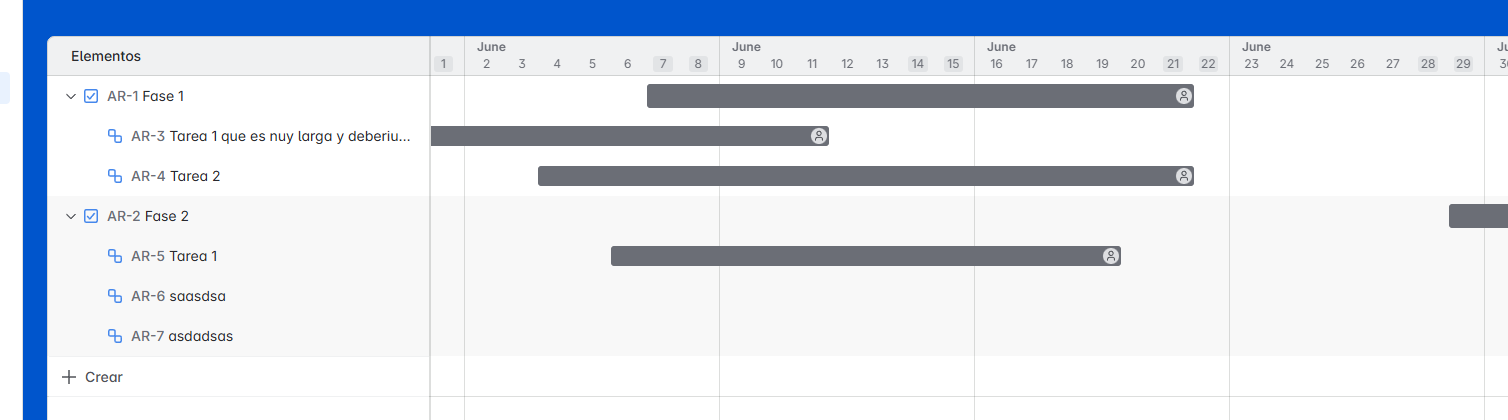 Elementos
June June June June
1 2 3 4 5 6 7 8 9 10 11 12 13 14 15 16 17 18 19 20 21 22 23 24 25 26 27 28 29
AR-1 Fase 1
AR-3 Tarea 1 que es nuy larga y deberiu...
AR-4 Tarea 2
AR-2 Fase 2
AR-5 Tarea 1
AR-6 saasdsa
AR-7 asdadsas
Crear